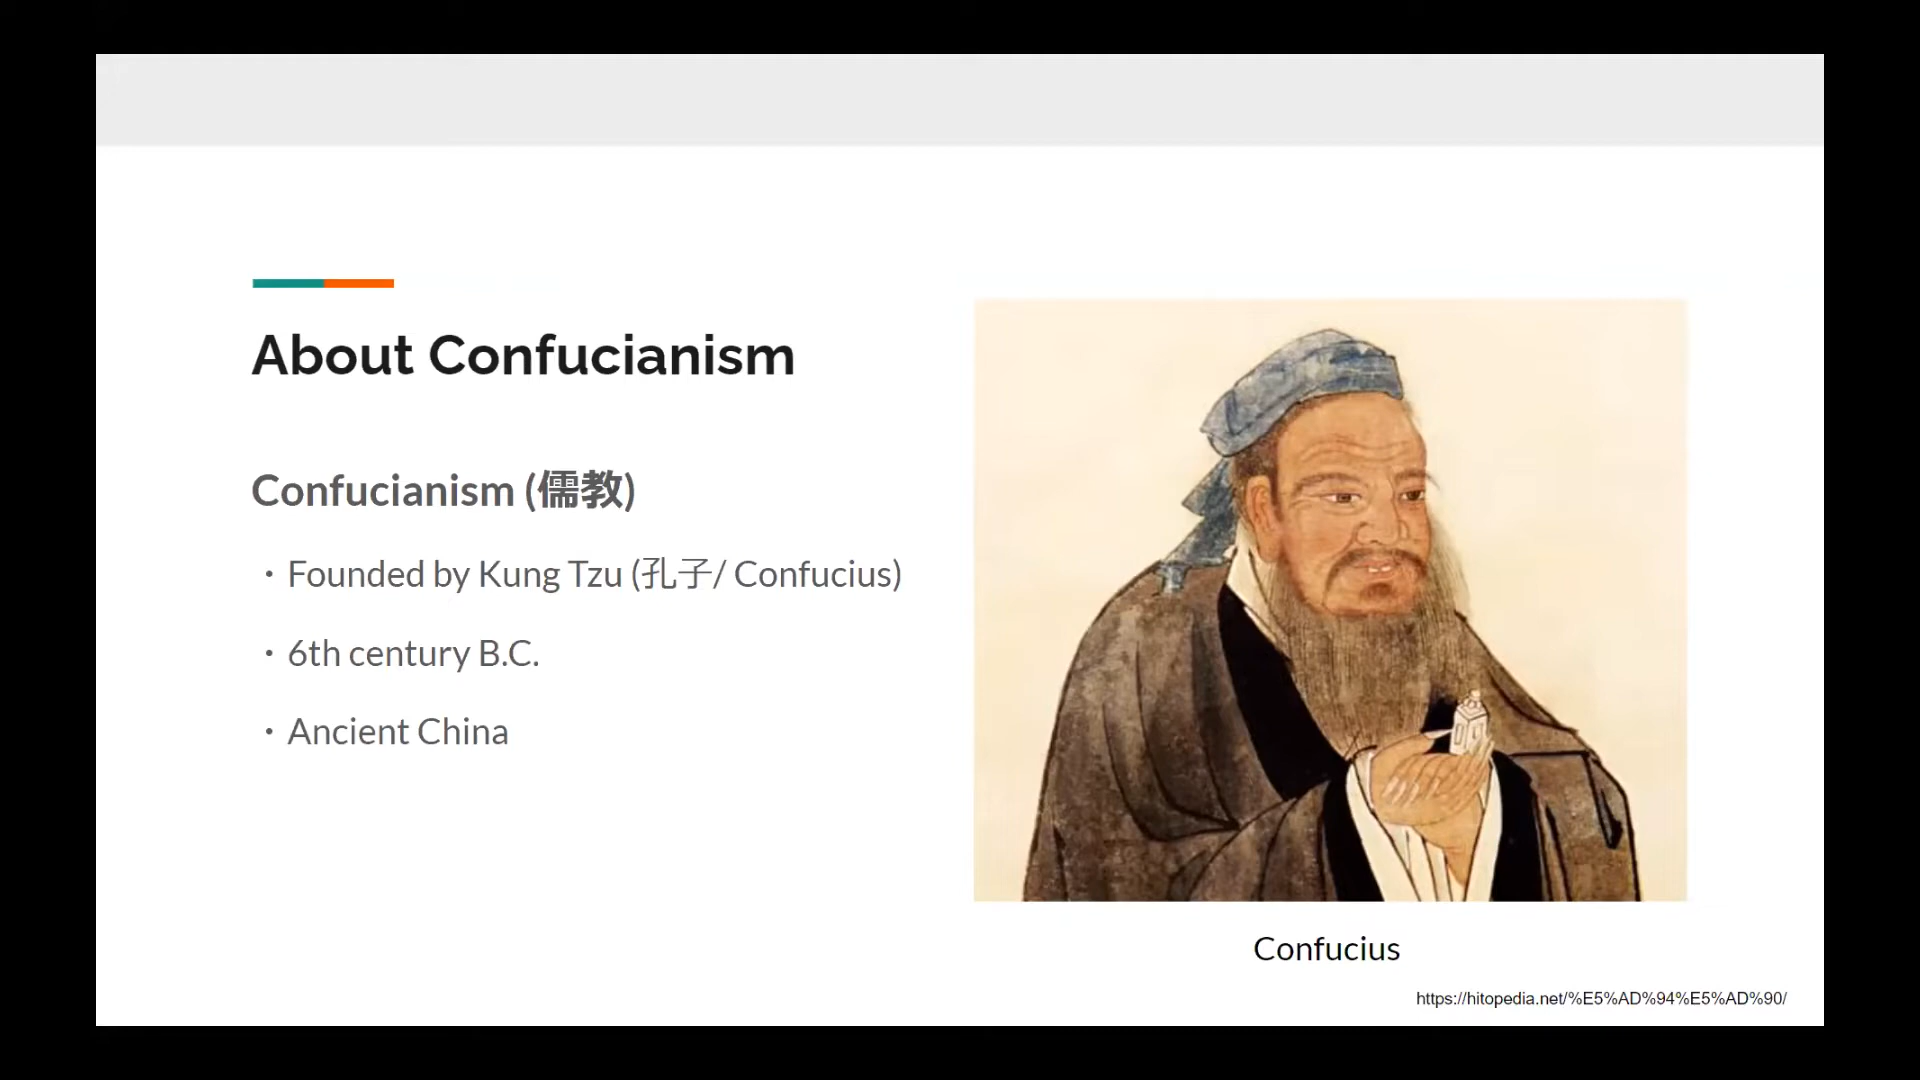 About Confucianism
Confucianism (儒教)
・Founded by Kung Tzu (孔子/ Confucius)
・6th century B.C.
・Ancient China
Confucius
https://hitopedia.net/%E5%AD%94%E5%AD%90/